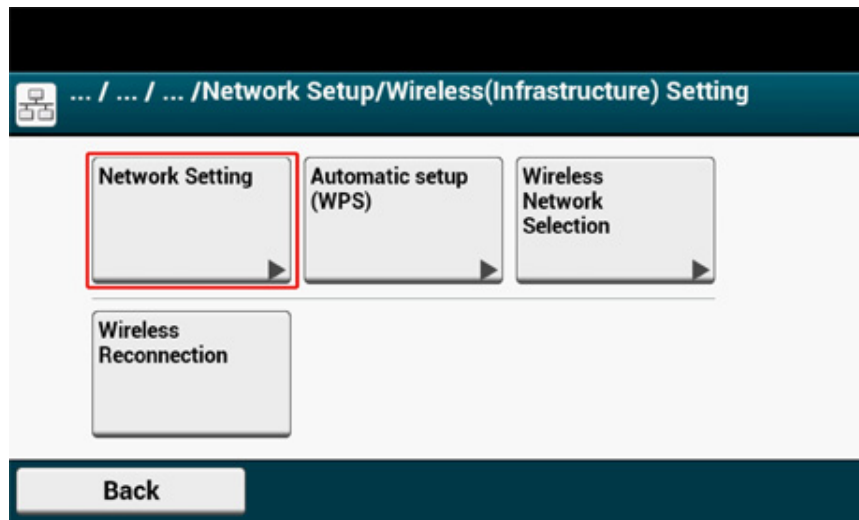 ... / ... / ... /Network Setup/Wireless(Infrastructure) Setting
Network Setting
Automatic setup
(WPS)
Wireless
Network
Selection
Wireless
Reconnection
Back